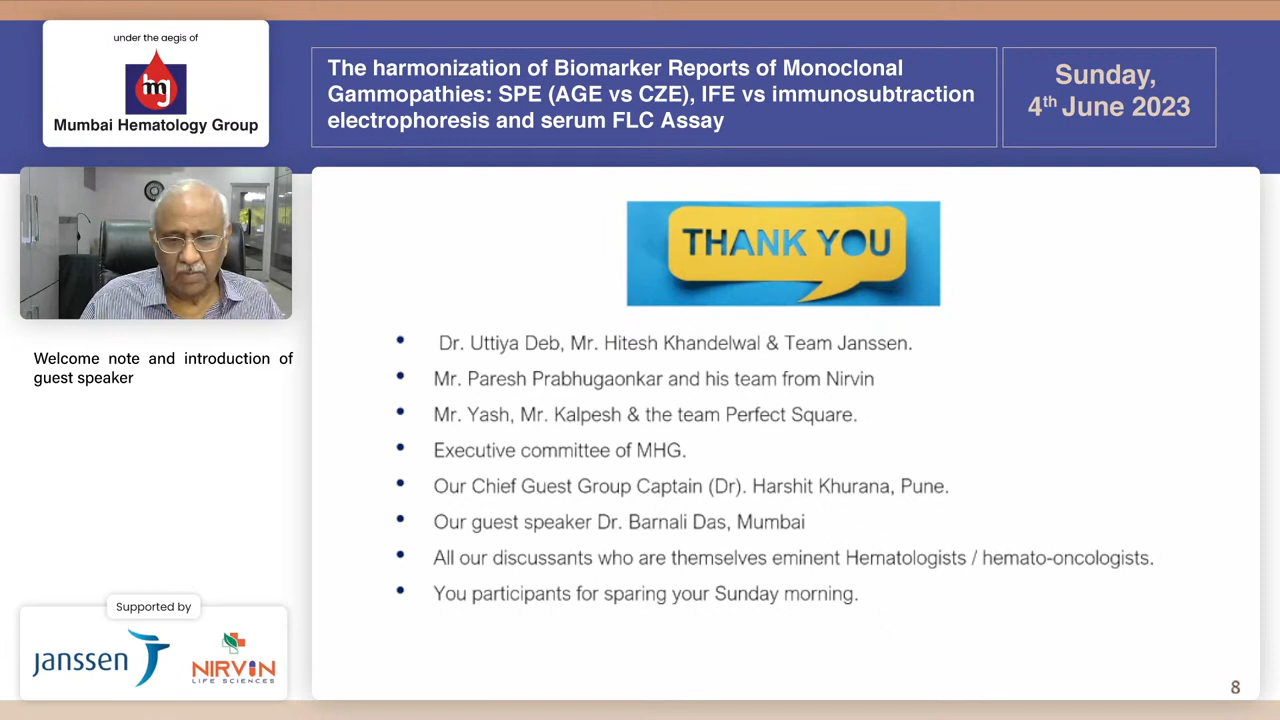 under the aegis of
mg
Mumbai Hematology Group
The harmonization of Biomarker Reports of Monoclonal
Gammopathies: SPE (AGE vs CZE), IFE vs immunosubtraction
electrophoresis and serum FLC Assay
Sunday,
4th June 2023
Welcome note and introduction of
guest speaker
THANK YOU
• Dr. Uttiya Deb, Mr. Hitesh Khandelwal & Team Janssen.
• Mr. Paresh Prabhugaonkar and his team from Nirvin
• Mr. Yash, Mr. Kalpesh & the team Perfect Square.
• Executive committee of MHG.
• Our Chief Guest Group Captain (Dr). Harshit Khurana, Pune.
• Our guest speaker Dr. Barnali Das, Mumbai
• All our discussants who are themselves eminent Hematologists / hemato-oncologists.
• You participants for sparing your Sunday morning.
Supported by
janssen
NIRVIN
LIFE SCIENCES
8